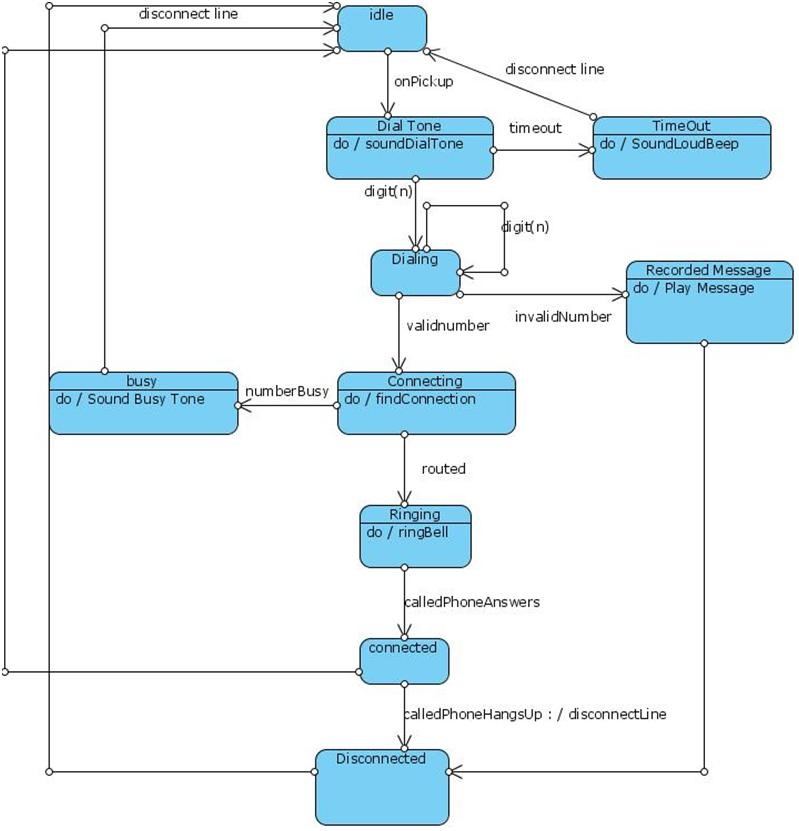 idle
disconnect line
onPickup
disconnect line
Dial Tone
do / soundDialTone
timeout
TimeOut
do / SoundLoudBeep
digit(n)
digit(n)
Dialing
Recorded Message
do / Play Message
invalidNumber
validnumber
busy
do / Sound Busy Tone
numberBusy
Connecting
do / findConnection
routed
Ringing
do / ringBell
calledPhoneAnswers
connected
calledPhoneHangsUp : / disconnectLine
Disconnected